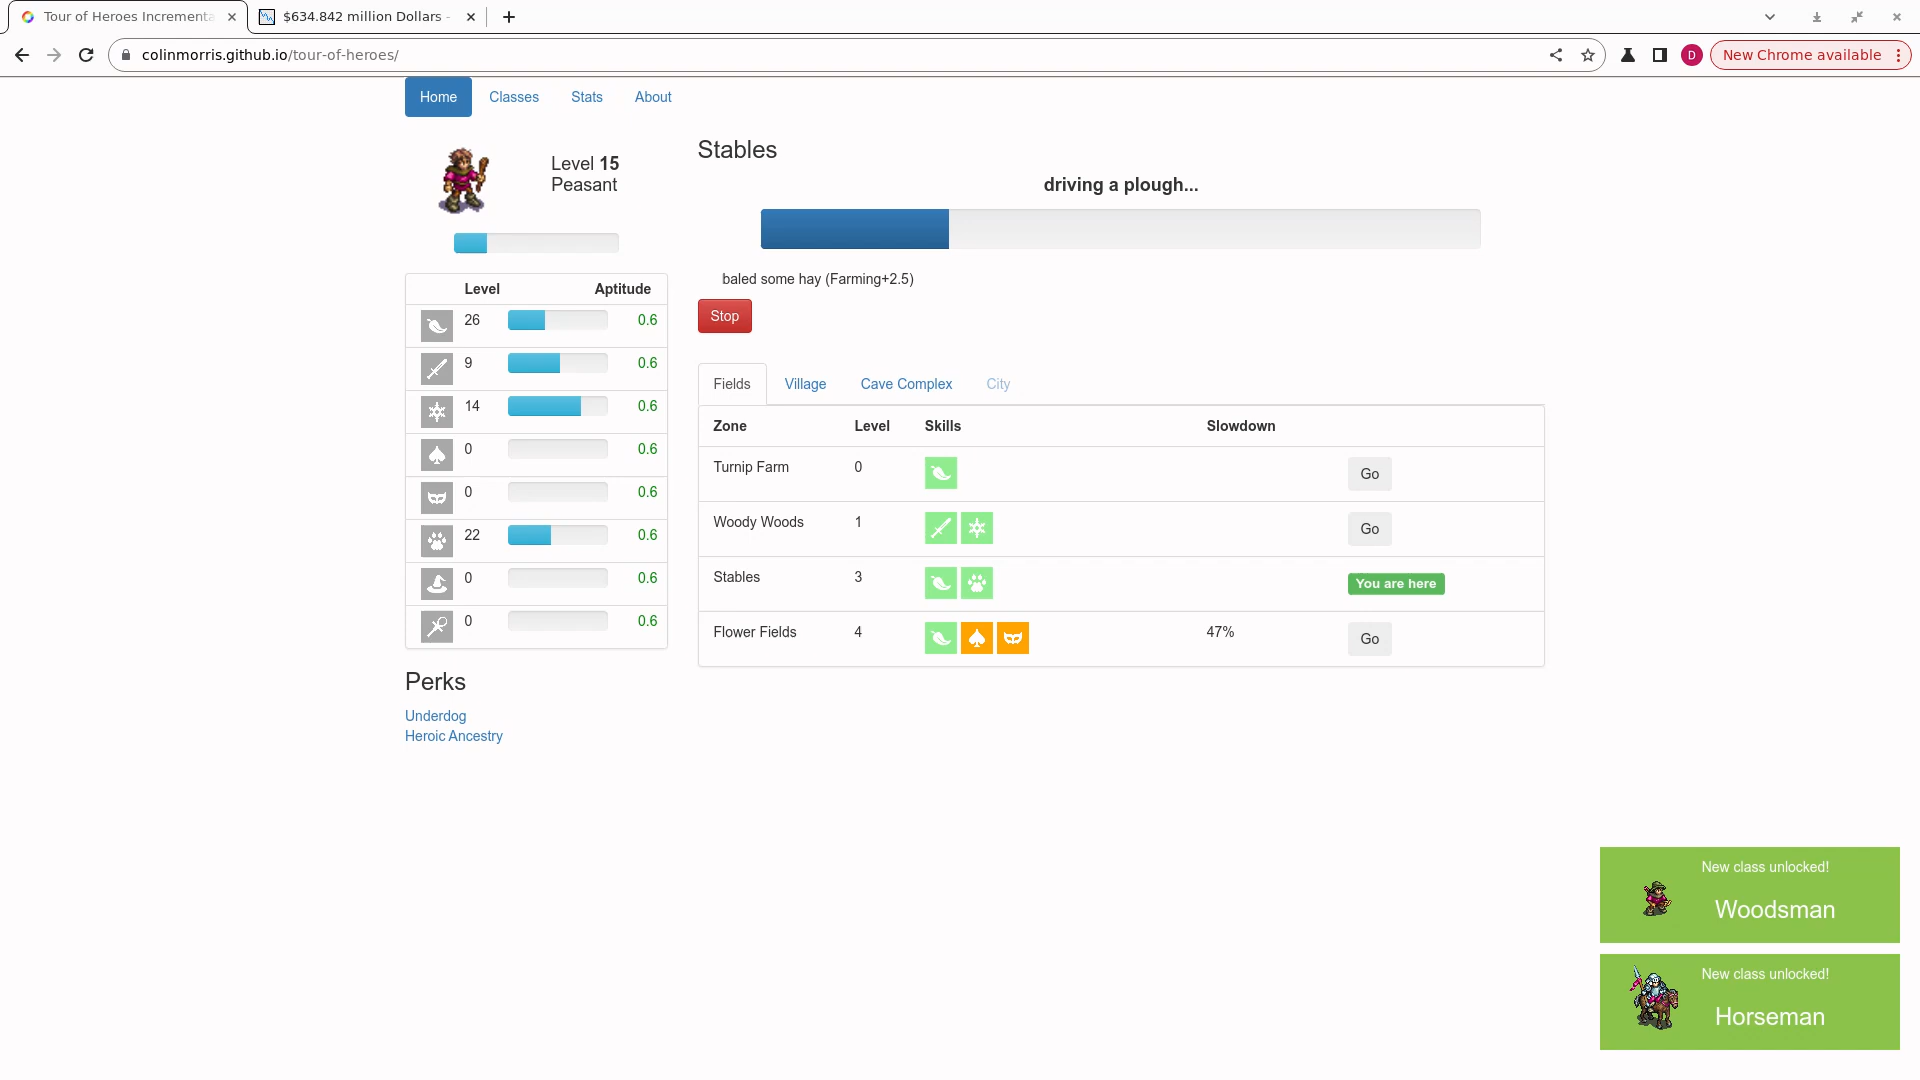 Tour of Heroes Incrementa
$634.842 million Dollars -
colinmorris.github.io/tour-of-heroes/
D
New Chrome available
Home Classes Stats About
Level 15
Peasant
Level Aptitude
26 0.6
9 0.6
14 0.6
0 0.6
0 0.6
22 0.6
0 0.6
0 0.6
Perks
Underdog
Heroic Ancestry
Stables
driving a plough...
baled some hay (Farming+2.5)
Stop
Fields Village Cave Complex City
Zone Level Skills Slowdown
Turnip Farm 0 Go
Woody Woods 1 Go
Stables 3 You are here
Flower Fields 4 47% Go
New class unlocked!
Woodsman
New class unlocked!
Horseman